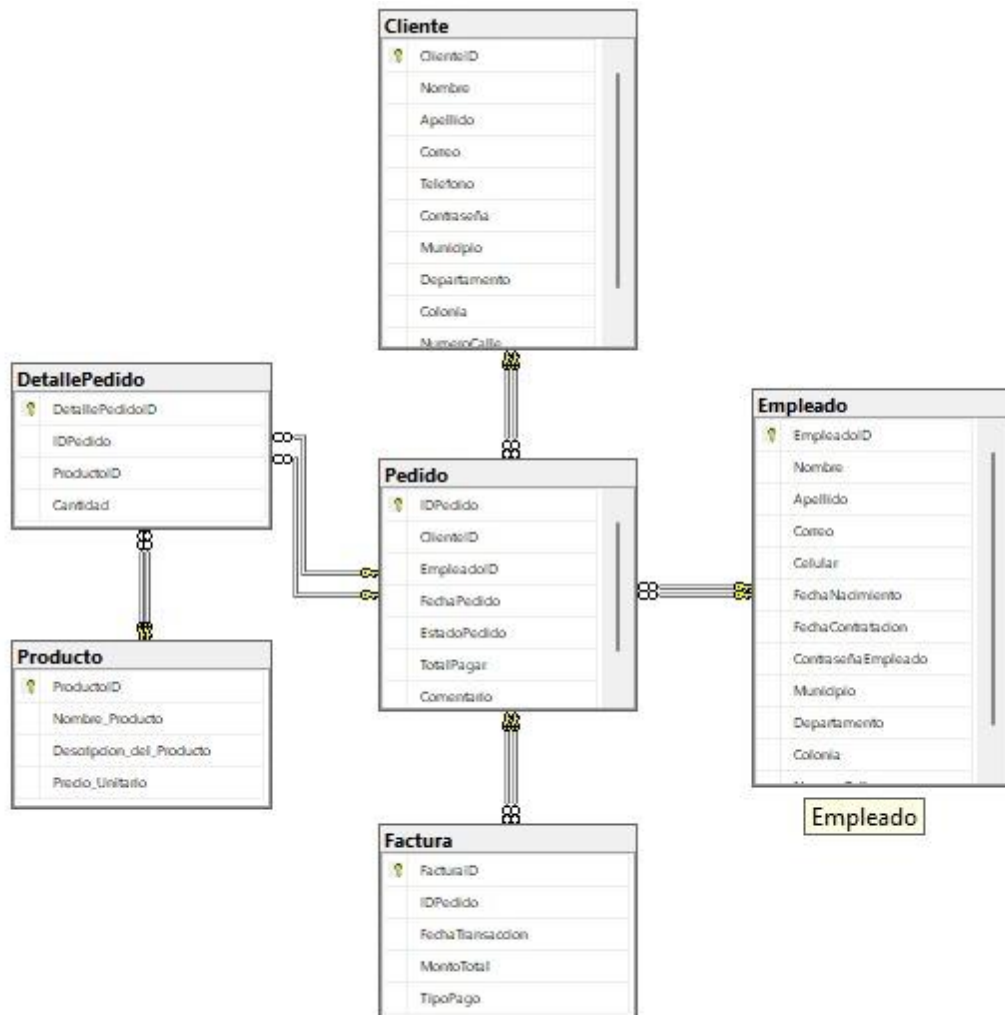 Cliente
ClienteID
Nombre
Apellido
Correo
Telefono
Contraseña
Municipio
Departamento
Colonia
NumeroCalle
DetallePedido
DetallePedidoID
IDPedido
ProductoID
Cantidad
Pedido
IDPedido
ClienteID
EmpleadoID
FechaPedido
EstadoPedido
TotalPagar
Comentario
Empleado
EmpleadoID
Nombre
Apellido
Correo
Celular
FechaNacimiento
FechaContratacion
ContraseñaEmpleado
Municipio
Departamento
Colonia
Empleado
Producto
ProductoID
Nombre_Producto
Descripcion_del_Producto
Precio_Unitario
Factura
FacturaID
IDPedido
FechaTransaccion
MontoTotal
TipoPago